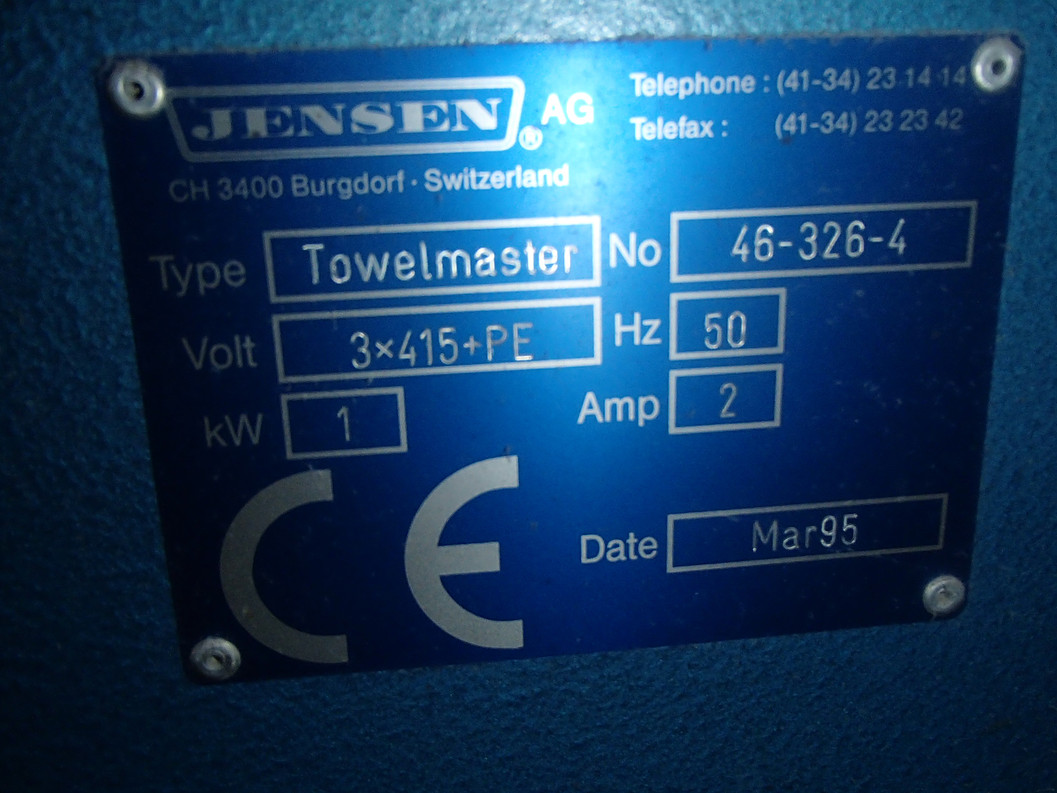 JENSEN® AG
Telephone : (41-34) 23 14 14
Telefax : (41-34) 23 23 42
CH 3400 Burgdorf · Switzerland
Type Towelmaster No 46-326-4
Volt 3×415+PE Hz 50
kW 1 Amp 2
CE
Date Mar95